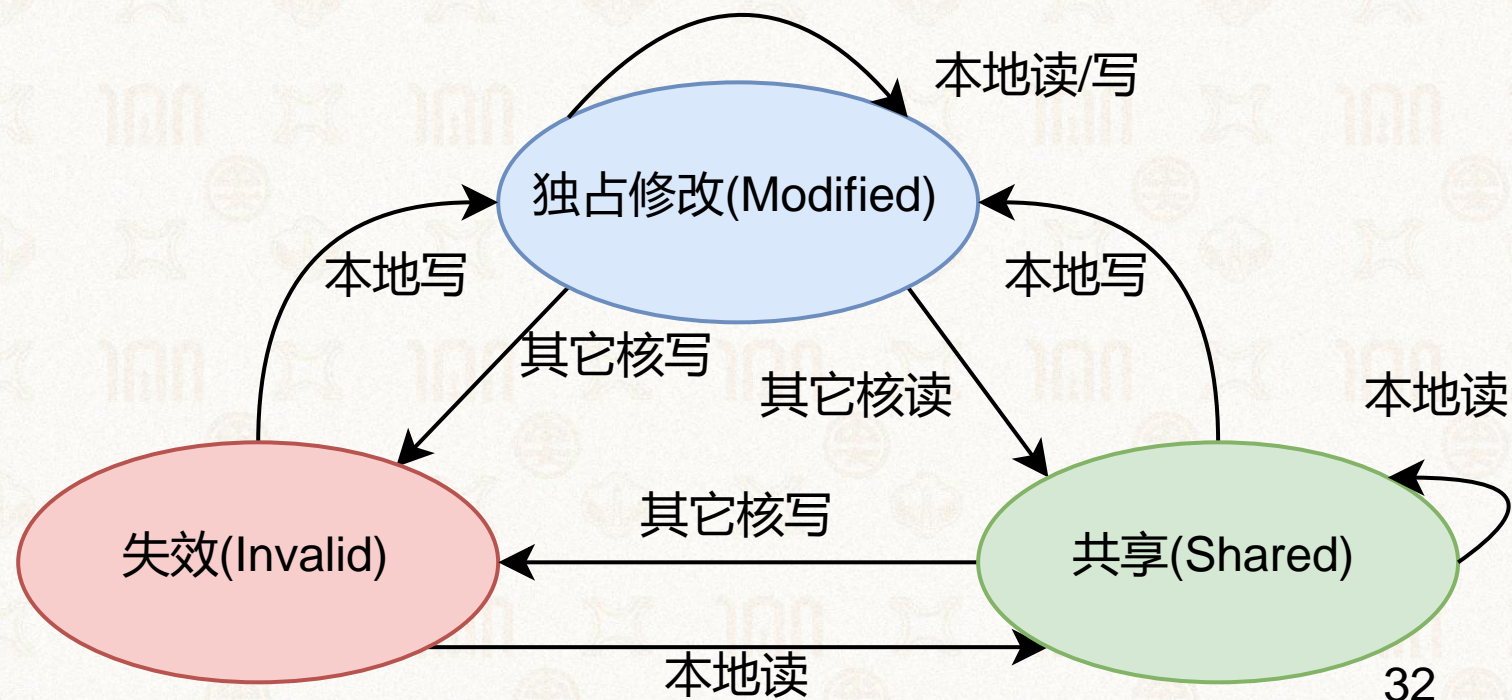 本地读/写
独占修改(Modified)
本地写
本地写
其它核写
其它核读
本地读
其它核写
失效(Invalid)
共享(Shared)
本地读
32